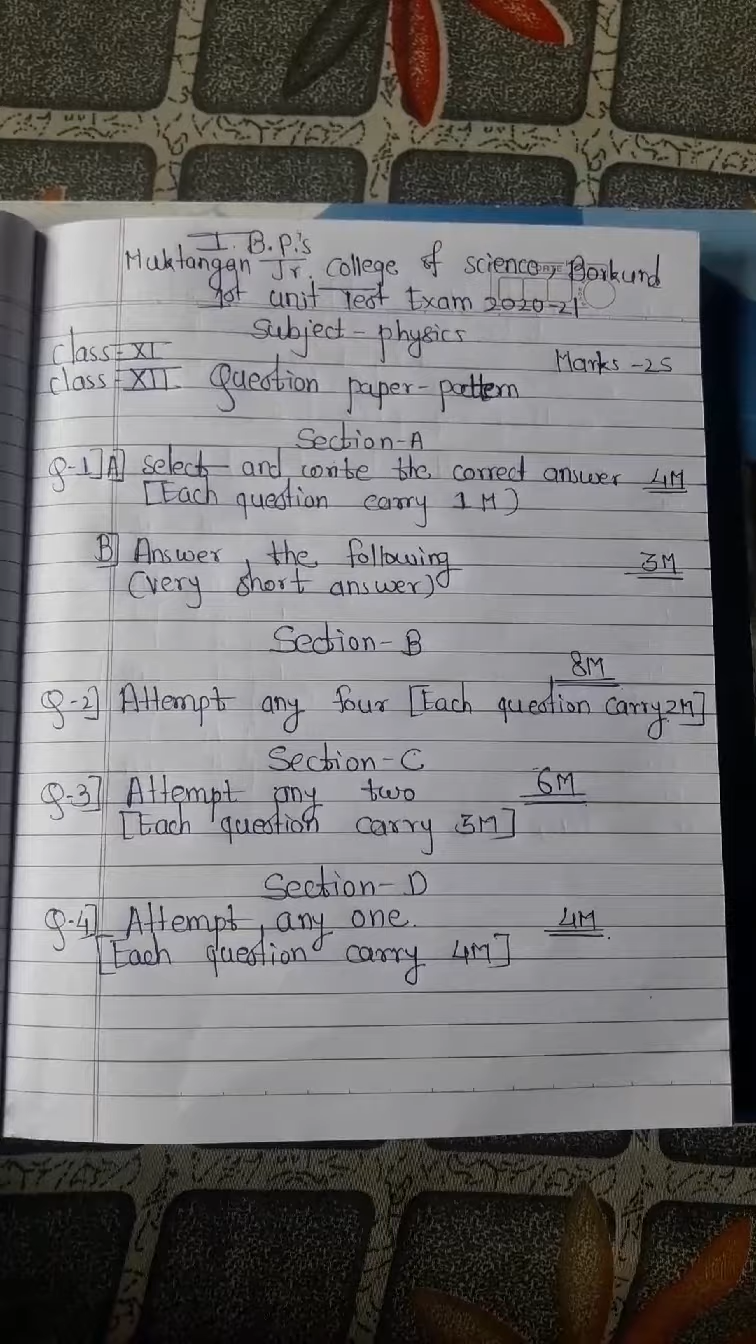 I. B. P.'s
Muktangan Jr. College of science, Borkund
1st unit Test Exam 2020-21
Subject - physics
class - XI
Marks - 25
class - XII Question paper - pattern
Section - A
Q-1] A] Select and write the correct answer 4M
[Each question carry 1M)
B] Answer the following 3M
(very short answer)
Section - B
8M
Q-2] Attempt any four [Each question carry 2M]
Section - C
Q-3] Attempt any two 6M
[Each question carry 3M]
Section - D
Q-4] Attempt any one. 4M
[Each question carry 4M]